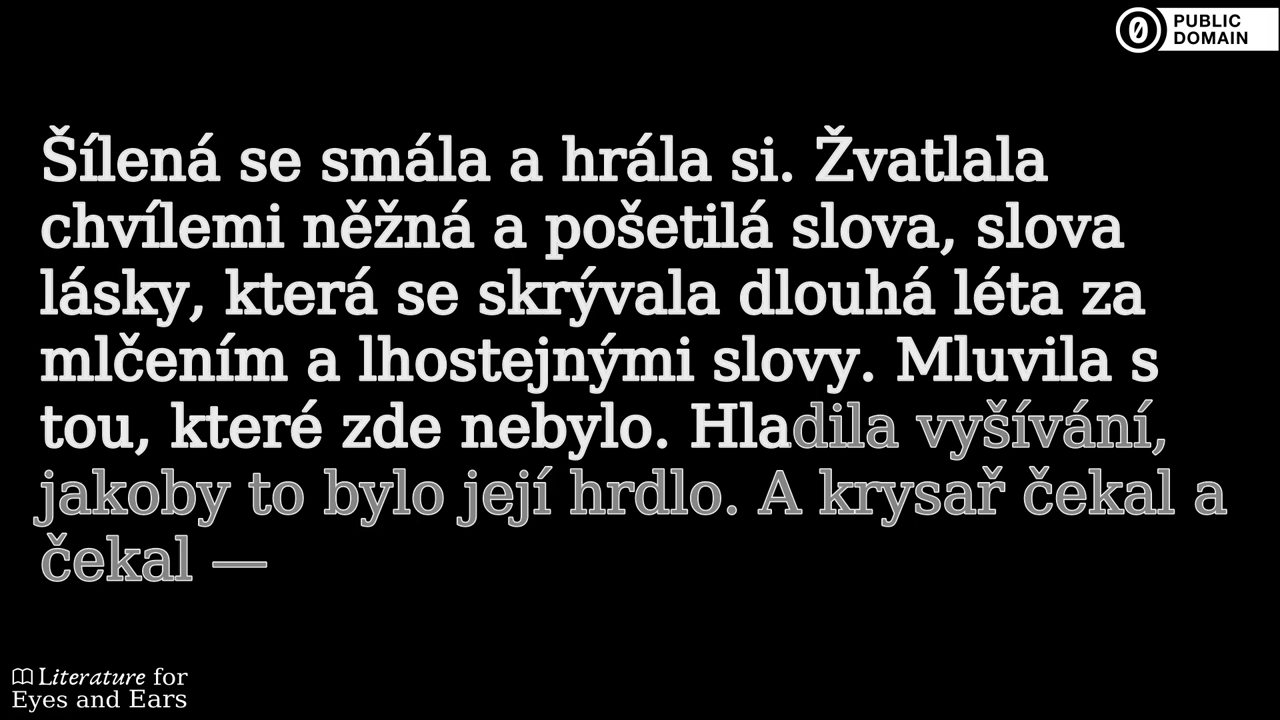 PUBLIC
DOMAIN
Šílená se smála a hrála si. Žvatlala
chvílemi něžná a pošetilá slova, slova
lásky, která se skrývala dlouhá léta za
mlčením a lhostejnými slovy. Mluvila s
tou, které zde nebylo. Hladila vyšívání,
jakoby to bylo její hrdlo. A krysař čekal a
čekal —
Literature for
Eyes and Ears